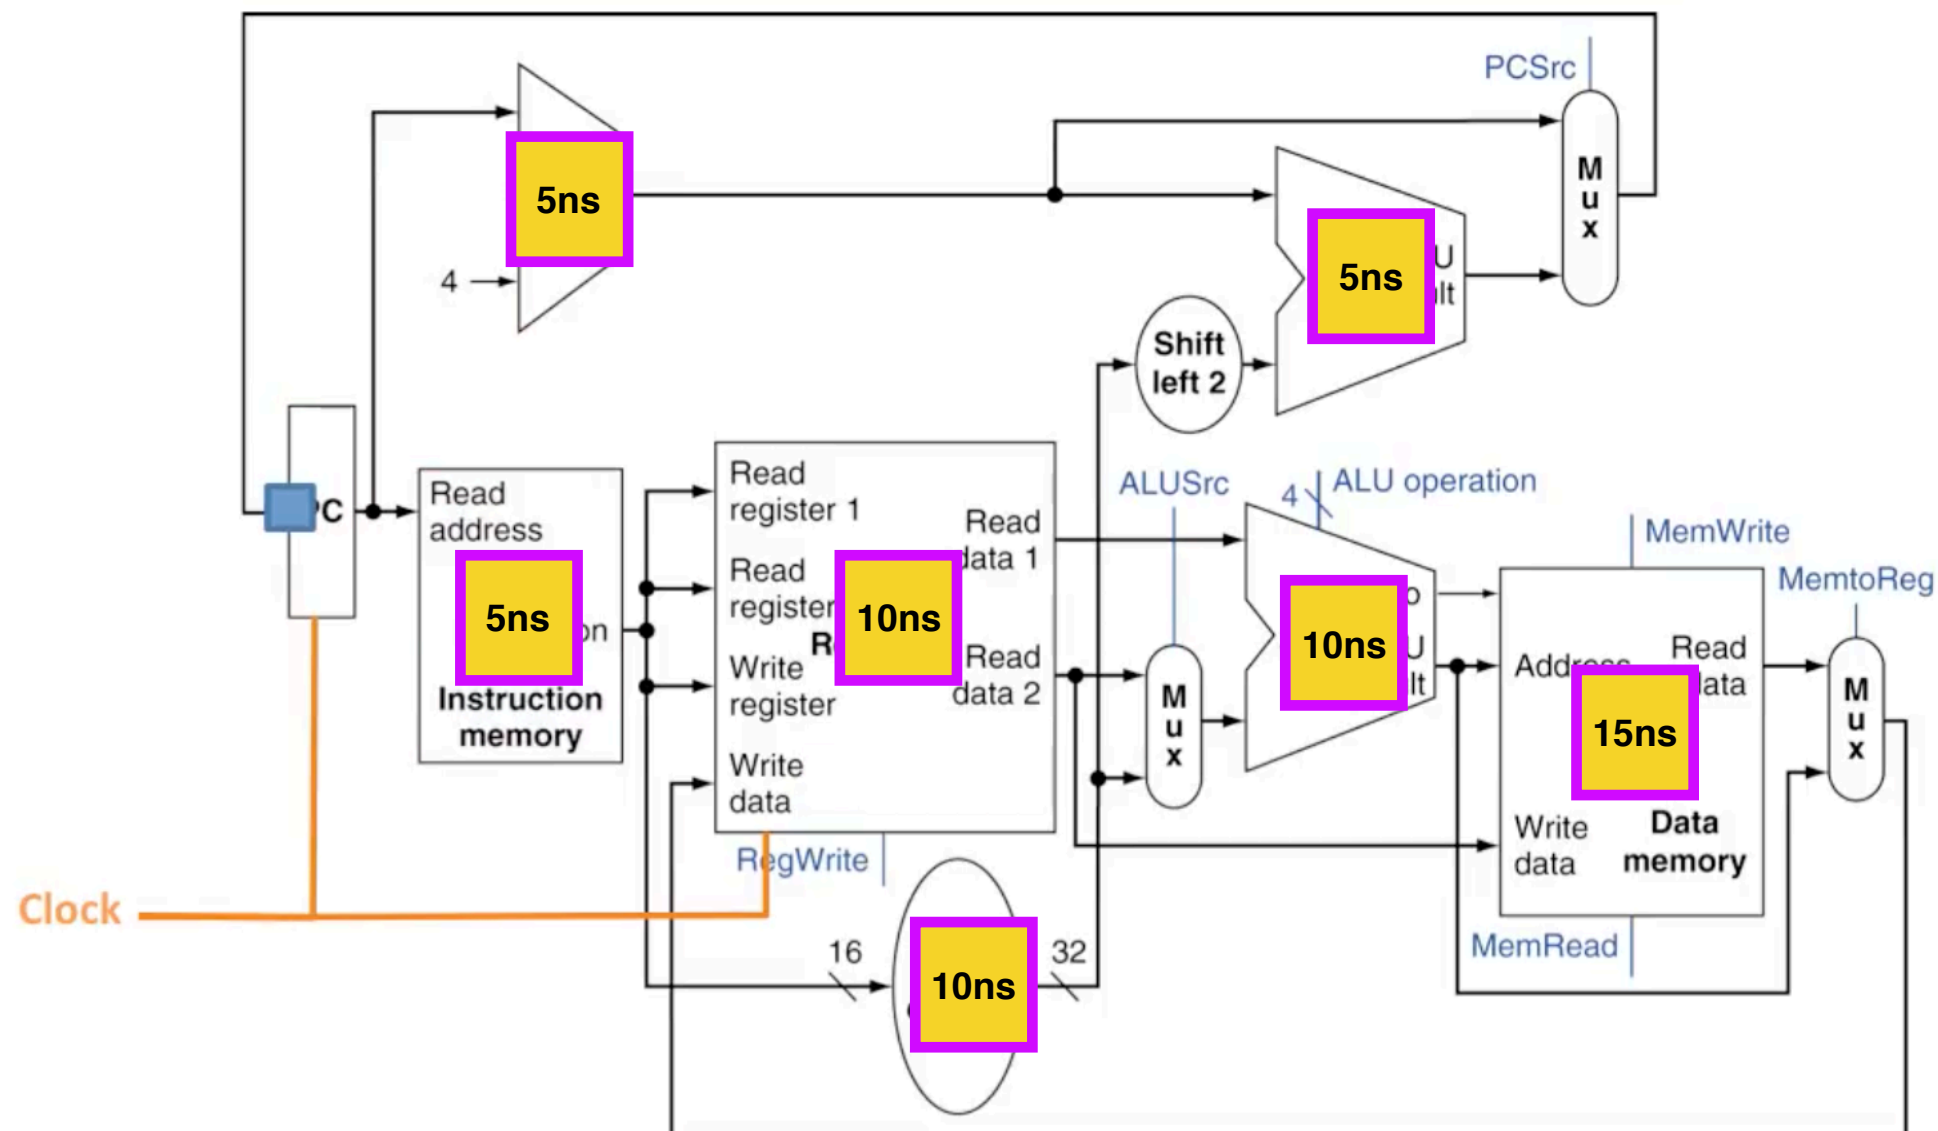 PCSrc
M
u
x
5ns
5ns
4
Shift
left 2
Read
address
5ns
Instruction
memory
Read
register 1
Read
register
Write
register
Write
data
10ns
Read
data 1
Read
data 2
RegWrite
ALUSrc
M
u
x
4
ALU operation
10ns
MemWrite
MemtoReg
Address
Read
data
15ns
Write
data
Data
memory
MemRead
M
u
x
Clock
16
10ns
32